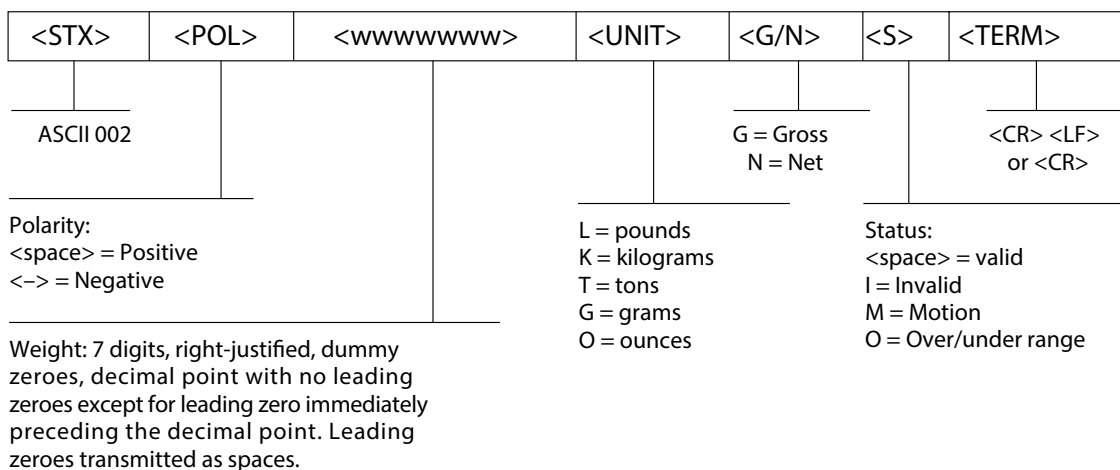 <STX> <POL> <wwwwwww> <UNIT> <G/N> <S> <TERM>
ASCII 002
G = Gross
N = Net
<CR> <LF>
or <CR>
Polarity:
<space> = Positive
<–> = Negative
L = pounds
K = kilograms
T = tons
G = grams
O = ounces
Status:
<space> = valid
I = Invalid
M = Motion
O = Over/under range
Weight: 7 digits, right-justified, dummy
zeroes, decimal point with no leading
zeroes except for leading zero immediately
preceding the decimal point. Leading
zeroes transmitted as spaces.